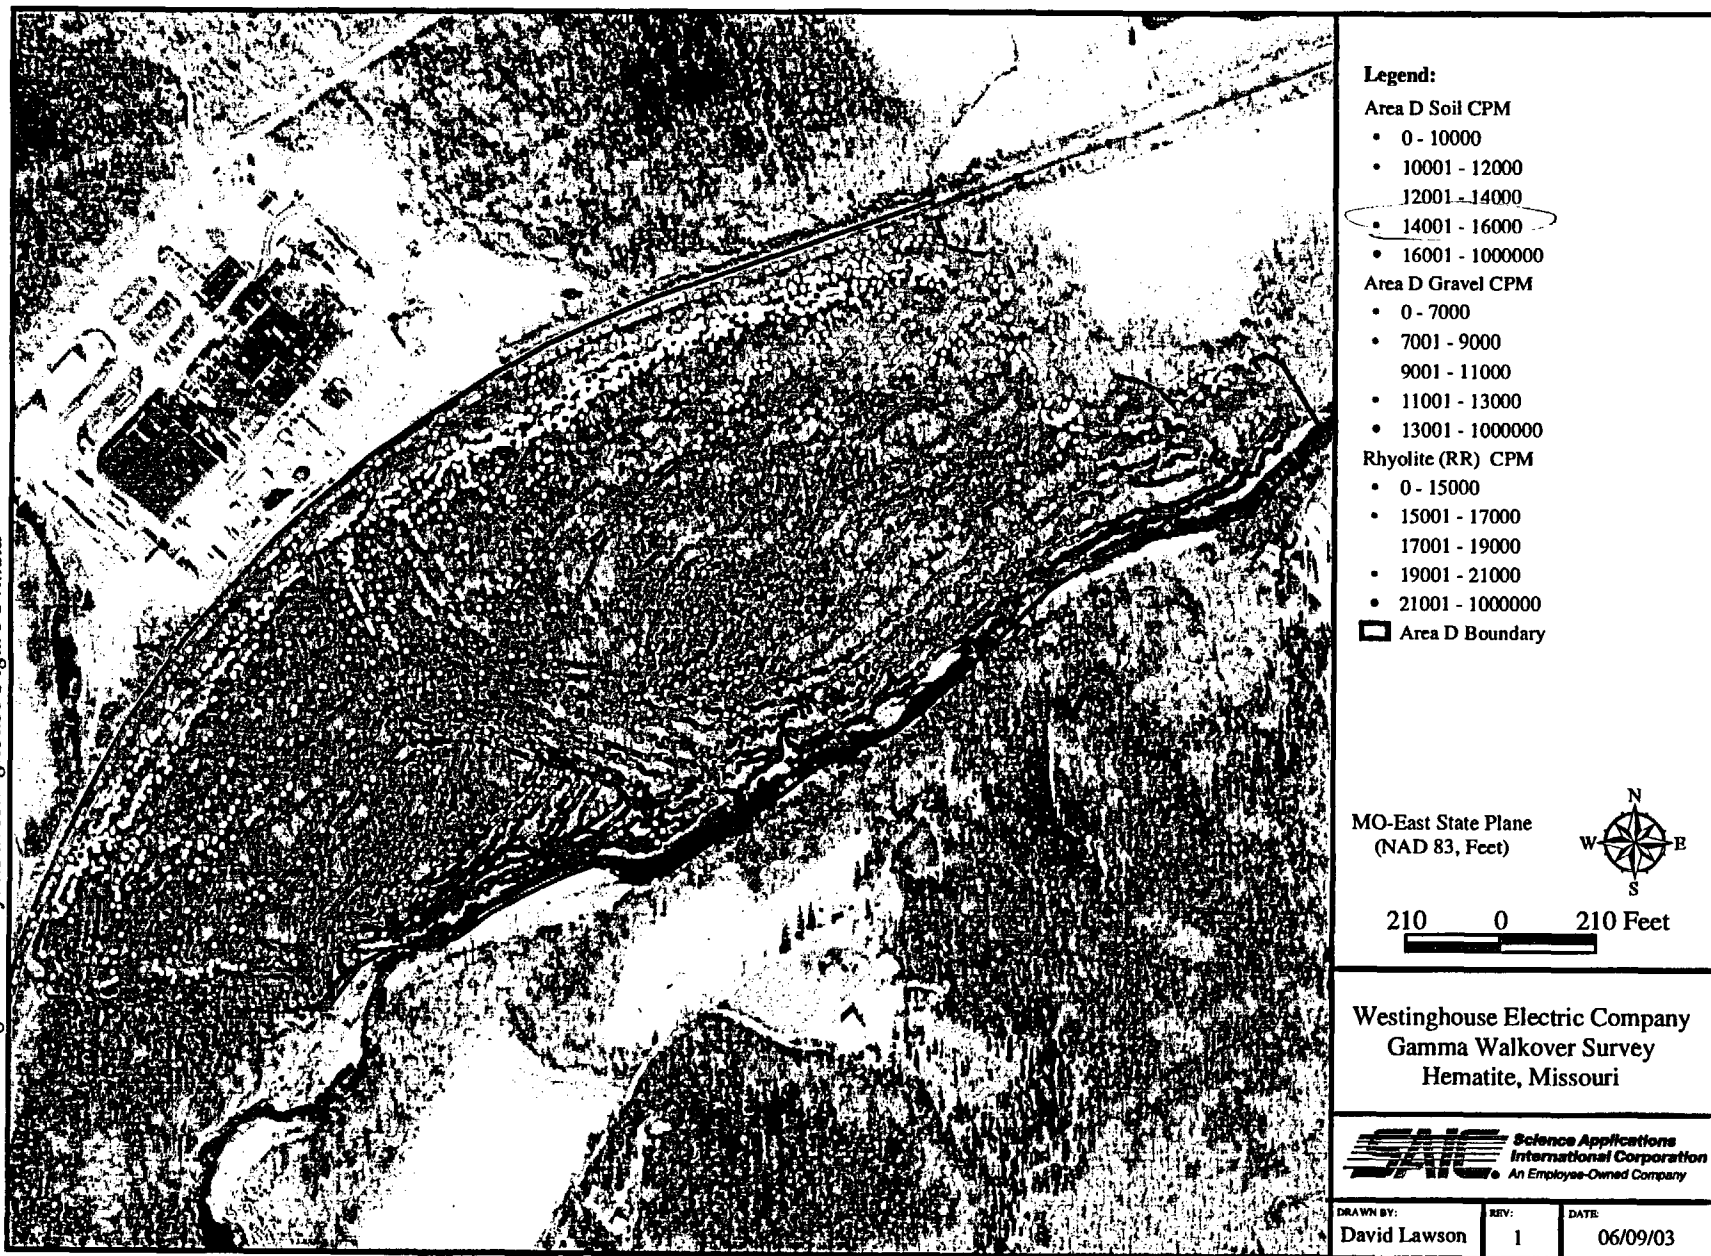 Legend:
Area D Soil CPM
0 - 10000
10001 - 12000
12001 - 14000
14001 - 16000
16001 - 1000000
Area D Gravel CPM
0 - 7000
7001 - 9000
9001 - 11000
11001 - 13000
13001 - 1000000
Rhyolite (RR) CPM
0 - 15000
15001 - 17000
17001 - 19000
19001 - 21000
21001 - 1000000
Area D Boundary
MO-East State Plane
(NAD 83, Feet)
N
W E
S
210 0 210 Feet
Westinghouse Electric Company
Gamma Walkover Survey
Hematite, Missouri
SAIC.
Science Applications
International Corporation
An Employee-Owned Company
DRAWN BY:
David Lawson
REV:
1
DATE:
06/09/03